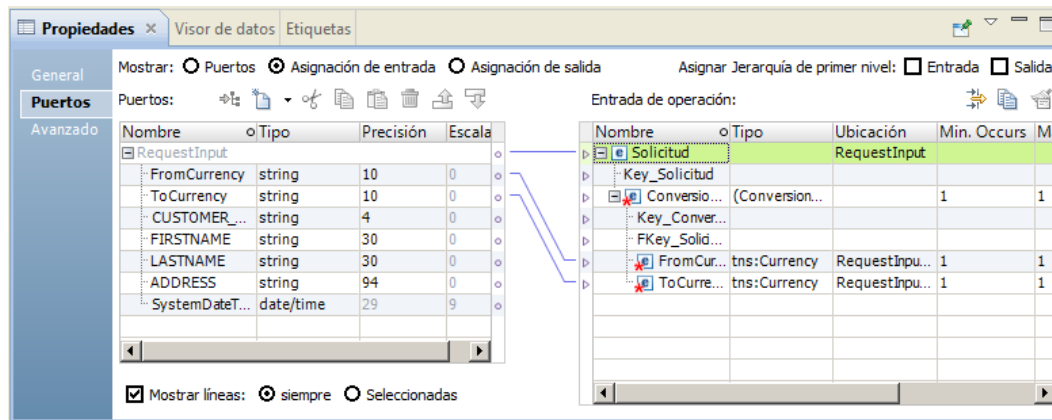 Propiedades Visor de datos Etiquetas
General
Puertos
Avanzado
Mostrar: Puertos Asignación de entrada Asignación de salida Asignar Jerarquía de primer nivel: Entrada Salida
Puertos: Entrada de operación:
Nombre Tipo Precisión Escala Nombre Tipo Ubicación Min. Occurs M
RequestInput Solicitud RequestInput
FromCurrency string 10 0 Key_Solicitud
ToCurrency string 10 0 Conversio... (Conversion... 1 1
CUSTOMER_... string 4 0 Key_Conver...
FIRSTNAME string 30 0 FKey_Solici...
LASTNAME string 30 0 FromCur... tns:Currency RequestInpu... 1 1
ADDRESS string 94 0 ToCurre... tns:Currency RequestInpu... 1 1
SystemDateT... date/time 29 9
Mostrar líneas: siempre Seleccionadas